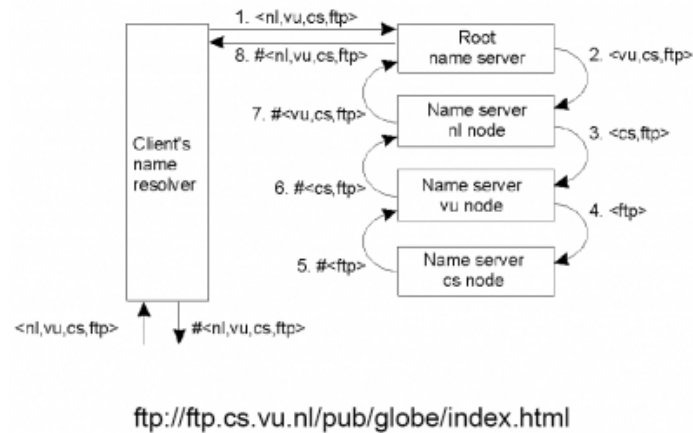 1. <nl,vu,cs,ftp>
8. #<nl,vu,cs,ftp>
Root
name server
2. <vu,cs,ftp>
7. #<vu,cs,ftp>
Name server
nl node
3. <cs,ftp>
Client's
name
resolver
6. #<cs,ftp>
Name server
vu node
4. <ftp>
5. #<ftp>
Name server
cs node
<nl,vu,cs,ftp>
#<nl,vu,cs,ftp>
ftp://ftp.cs.vu.nl/pub/globe/index.html